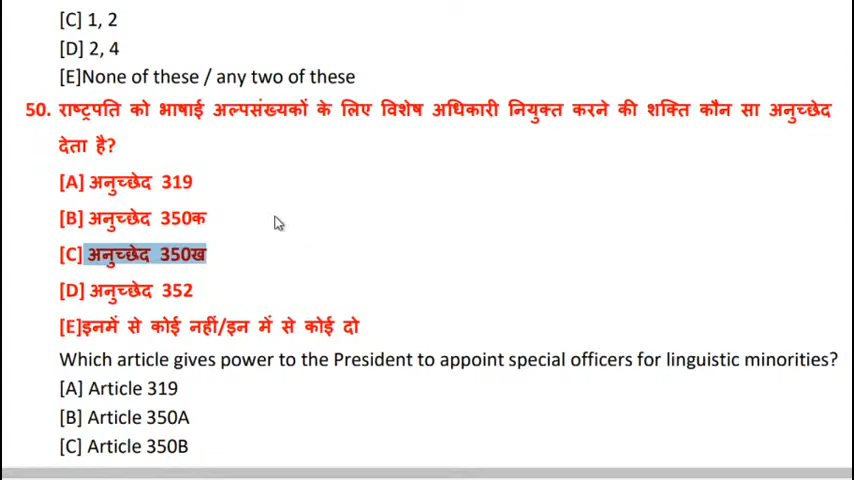 [C] 1, 2
[D] 2, 4
[E]None of these / any two of these
50. राष्ट्रपति को भाषाई अल्पसंख्यकों के लिए विशेष अधिकारी नियुक्त करने की शक्ति कौन सा अनुच्छेद
देता है?
[A] अनुच्छेद 319
[B] अनुच्छेद 350क
[C] अनुच्छेद 350ख
[D] अनुच्छेद 352
[E]इनमें से कोई नहीं/इन में से कोई दो
Which article gives power to the President to appoint special officers for linguistic minorities?
[A] Article 319
[B] Article 350A
[C] Article 350B